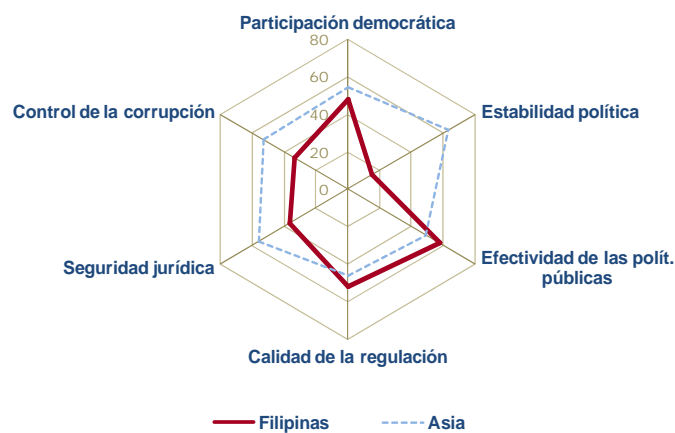 Participación democrática
80
60
Control de la corrupción
Estabilidad política
40
20
0
Seguridad jurídica
Efectividad de las polít.
públicas
Calidad de la regulación
Filipinas
Asia